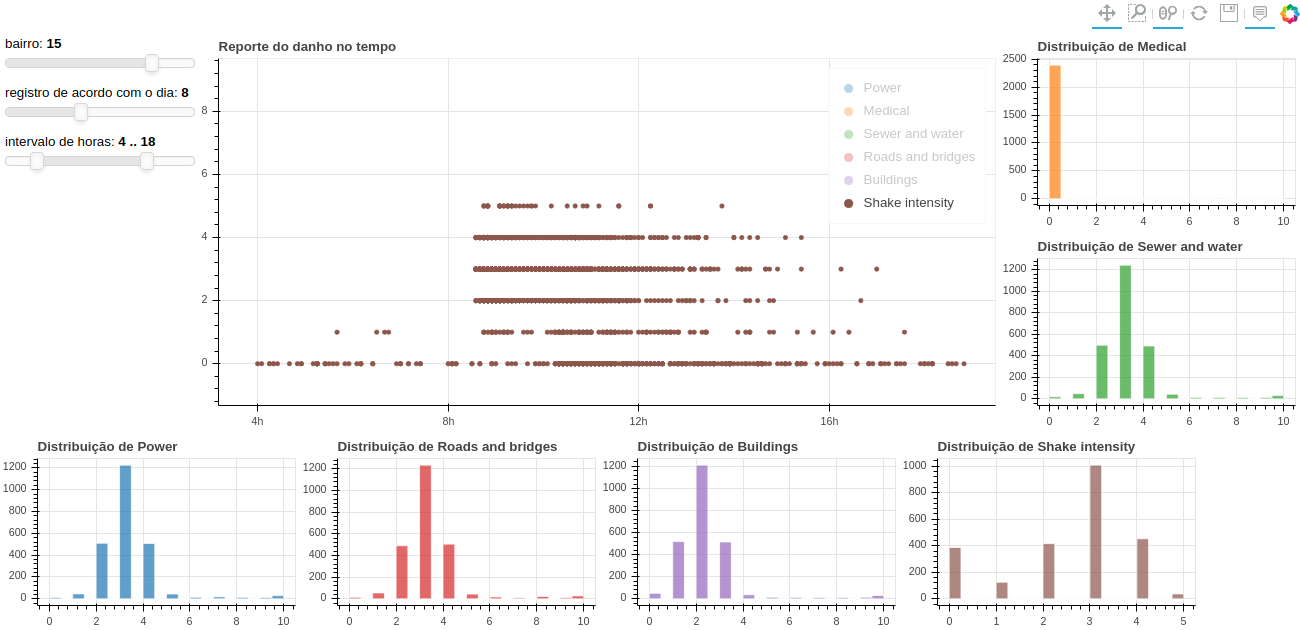 bairro: 15
registro de acordo com o dia: 8
intervalo de horas: 4 .. 18
Reporte do danho no tempo
8
6
4
2
0
4h 8h 12h 16h
Power
Medical
Sewer and water
Roads and bridges
Buildings
Shake intensity
Distribuição de Medical
2500
2000
1500
1000
500
0
0 2 4 6 8 10
Distribuição de Sewer and water
1200
1000
800
600
400
200
0
0 2 4 6 8 10
Distribuição de Power
1200
1000
800
600
400
200
0
0 2 4 6 8 10
Distribuição de Roads and bridges
1200
1000
800
600
400
200
0
0 2 4 6 8 10
Distribuição de Buildings
1200
1000
800
600
400
200
0
0 2 4 6 8 10
Distribuição de Shake intensity
1000
800
600
400
200
0
0 1 2 3 4 5